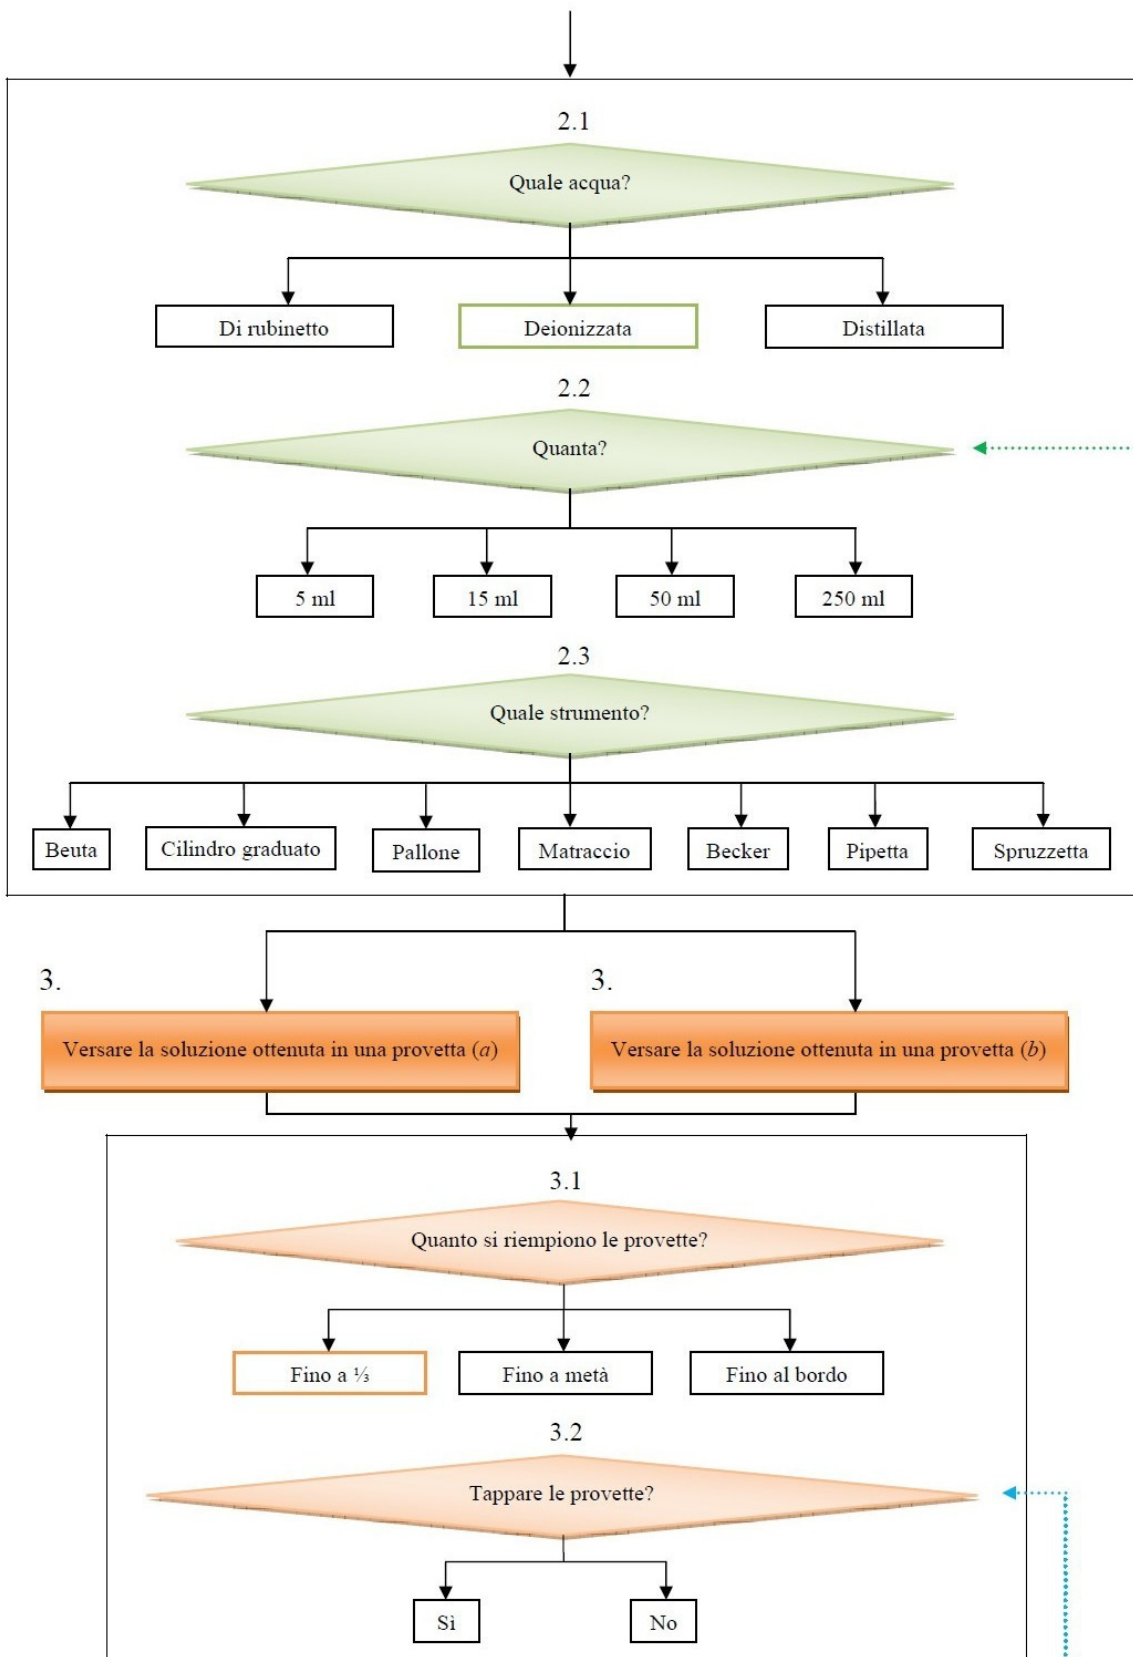 2.1
Quale acqua?
Di rubinetto
Deionizzata
Distillata
2.2
Quanta?
5 ml
15 ml
50 ml
250 ml
2.3
Quale strumento?
Beuta
Cilindro graduato
Pallone
Matraccio
Becker
Pipetta
Spruzzetta
3.
3.
Versare la soluzione ottenuta in una provetta (a)
Versare la soluzione ottenuta in una provetta (b)
3.1
Quanto si riempiono le provette?
Fino a ⅓
Fino a metà
Fino al bordo
3.2
Tappare le provette?
Sì
No